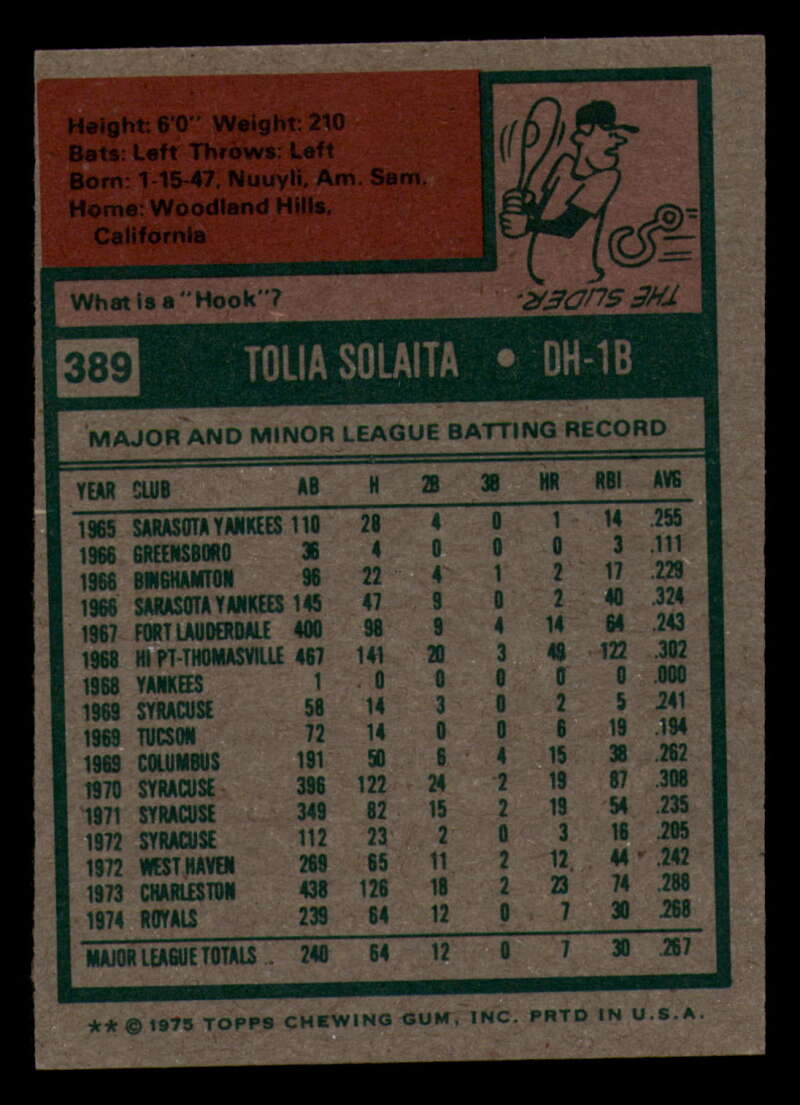 Height: 6'0" Weight: 210
Bats: Left Throws: Left
Born: 1-15-47, Nuuyli, Am. Sam.
Home: Woodland Hills,
California
What is a "Hook"?
THE SLIDER.
389 TOLIA SOLAITA • DH-1B
MAJOR AND MINOR LEAGUE BATTING RECORD
YEAR CLUB AB H 2B 3B HR RBI AVG
1965 SARASOTA YANKEES 110 28 4 0 1 14 .255
1966 GREENSBORO 36 4 0 0 0 3 .111
1966 BINGHAMTON 96 22 4 1 2 17 .229
1966 SARASOTA YANKEES 145 47 9 0 2 40 .324
1967 FORT LAUDERDALE 400 98 9 4 14 64 .243
1968 HI PT-THOMASVILLE 467 141 20 3 49 122 .302
1968 YANKEES 1 0 0 0 0 0 .000
1969 SYRACUSE 58 14 3 0 2 5 .241
1969 TUCSON 72 14 0 0 6 19 .194
1969 COLUMBUS 191 50 6 4 15 38 .262
1970 SYRACUSE 396 122 24 2 19 87 .308
1971 SYRACUSE 349 82 15 2 19 54 .235
1972 SYRACUSE 112 23 2 0 3 16 .205
1972 WEST HAVEN 269 65 11 2 12 44 .242
1973 CHARLESTON 438 126 18 2 23 74 .288
1974 ROYALS 239 64 12 0 7 30 .268
MAJOR LEAGUE TOTALS .. 240 64 12 0 7 30 .267
** © 1975 TOPPS CHEWING GUM, INC. PRTD IN U.S.A.